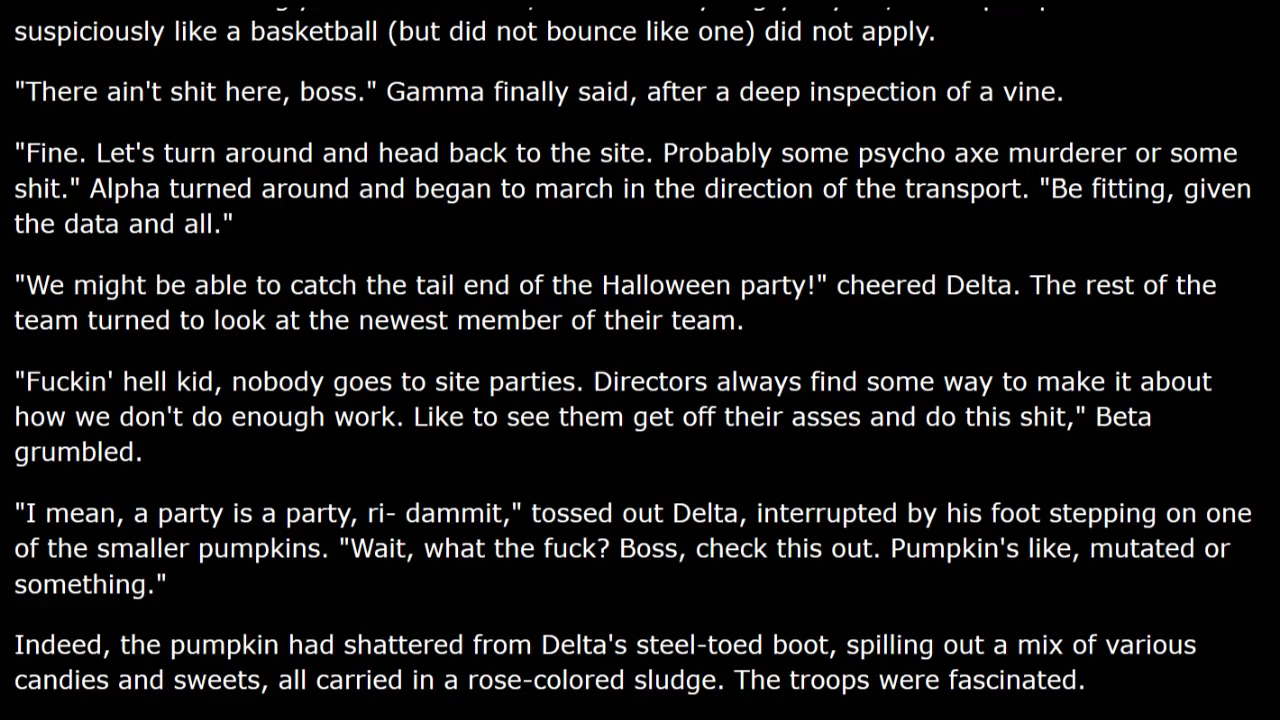 suspiciously like a basketball (but did not bounce like one) did not apply.
"There ain't shit here, boss." Gamma finally said, after a deep inspection of a vine.
"Fine. Let's turn around and head back to the site. Probably some psycho axe murderer or some
shit." Alpha turned around and began to march in the direction of the transport. "Be fitting, given
the data and all."
"We might be able to catch the tail end of the Halloween party!" cheered Delta. The rest of the
team turned to look at the newest member of their team.
"Fuckin' hell kid, nobody goes to site parties. Directors always find some way to make it about
how we don't do enough work. Like to see them get off their asses and do this shit," Beta
grumbled.
"I mean, a party is a party, ri- dammit," tossed out Delta, interrupted by his foot stepping on one
of the smaller pumpkins. "Wait, what the fuck? Boss, check this out. Pumpkin's like, mutated or
something."
Indeed, the pumpkin had shattered from Delta's steel-toed boot, spilling out a mix of various
candies and sweets, all carried in a rose-colored sludge. The troops were fascinated.